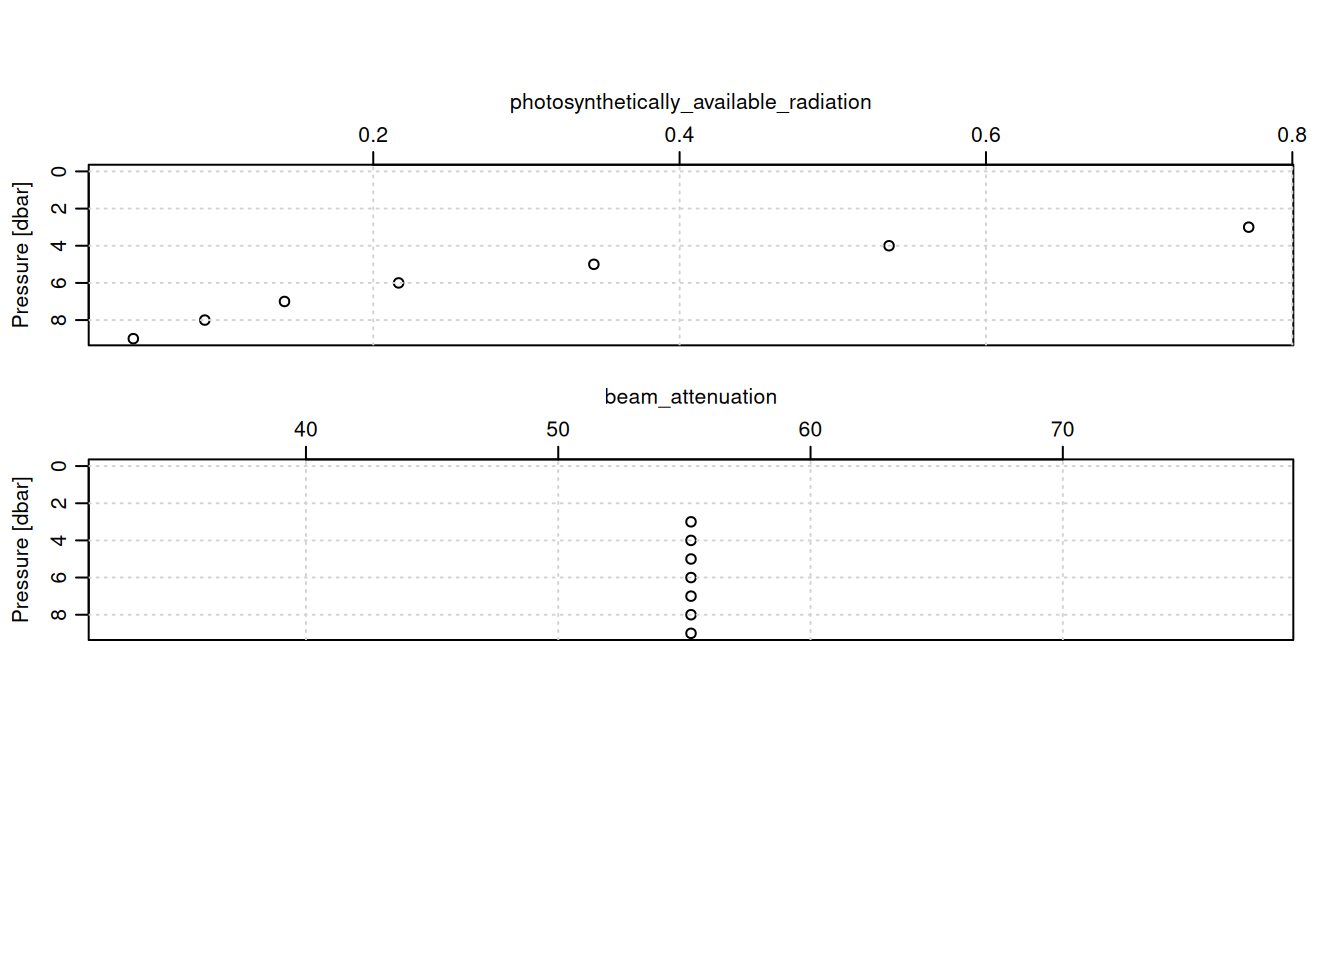 photosynthetically_available_radiation
0.2 0.4 0.6 0.8
Pressure [dbar]
0
2
4
6
8
beam_attenuation
40 50 60 70
Pressure [dbar]
0
2
4
6
8